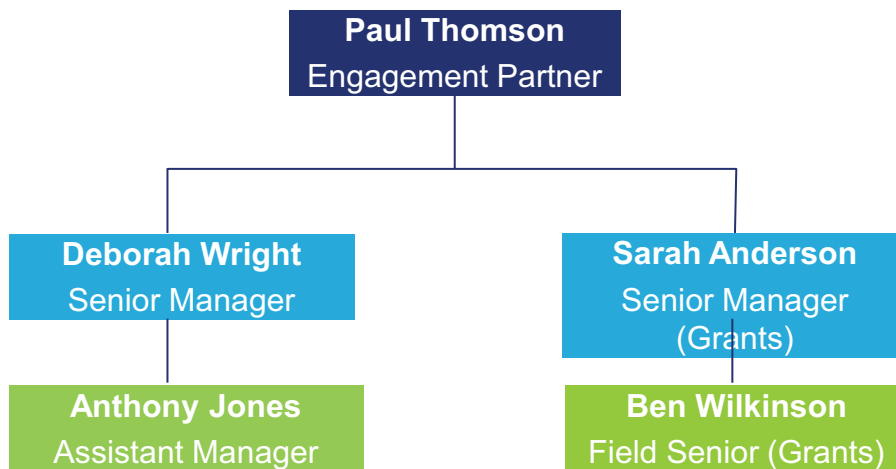 Paul Thomson
Engagement Partner
Deborah Wright
Senior Manager
Sarah Anderson
Senior Manager
(Grants)
Anthony Jones
Assistant Manager
Ben Wilkinson
Field Senior (Grants)